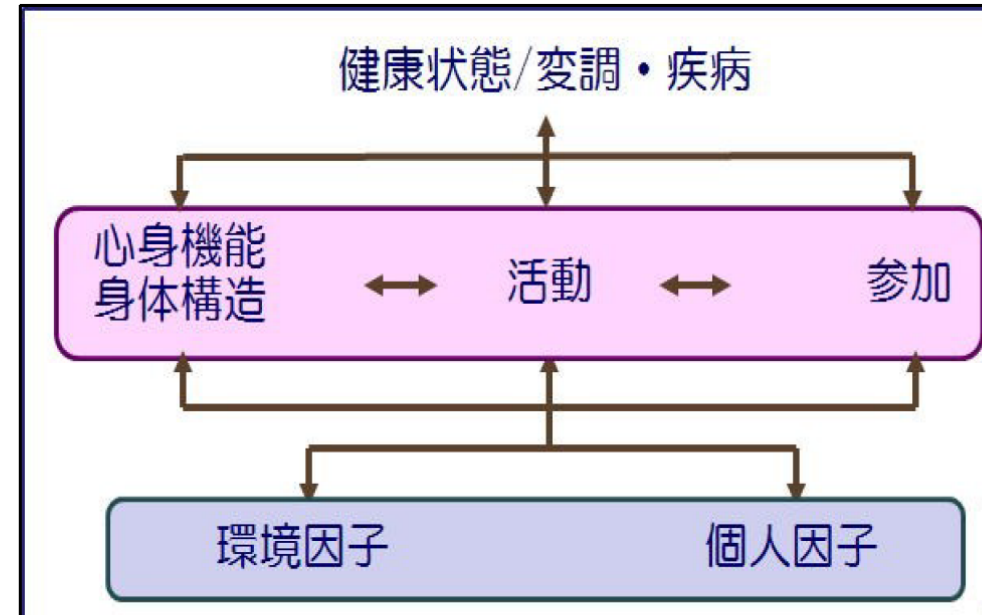 健康状態/変調・疾病
心身機能
身体構造
活動
参加
環境因子
個人因子